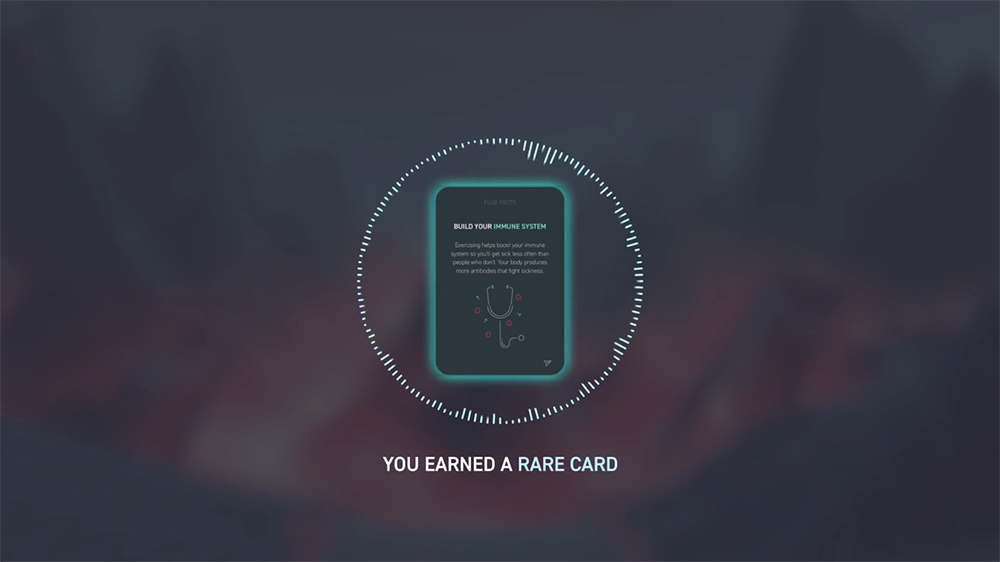 BUILD YOUR IMMUNE SYSTEM
Exercising helps boost your immune
system so you'll get sick less often than
people who don't. Your body produces
more antibodies that fight sickness.
YOU EARNED A RARE CARD